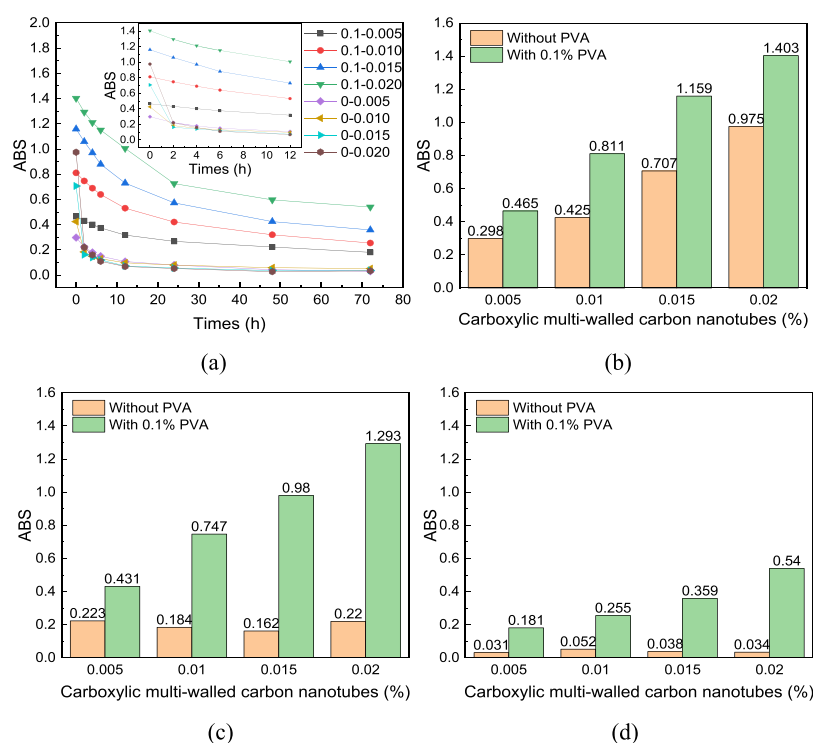 2.0
1.8
1.6
1.4
1.2
1.0
0.8
0.6
0.4
0.2
0.0
ABS
0 10 20 30 40 50 60 70 80
Times (h)
1.4
1.2
1.0
0.8
0.6
0.4
0.2
0.0
ABS
0 2 4 6 8 10 12
Times (h)
0.1-0.005
0.1-0.010
0.1-0.015
0.1-0.020
0-0.005
0-0.010
0-0.015
0-0.020
(a)
1.6
1.4
1.2
1.0
0.8
0.6
0.4
0.2
0.0
ABS
Without PVA
With 0.1% PVA
0.298 0.465 0.425 0.811 0.707 1.159 0.975 1.403
0.005 0.01 0.015 0.02
Carboxylic multi-walled carbon nanotubes (%)
(b)
1.6
1.4
1.2
1.0
0.8
0.6
0.4
0.2
0.0
ABS
Without PVA
With 0.1% PVA
0.223 0.431 0.184 0.747 0.162 0.98 0.22 1.293
0.005 0.01 0.015 0.02
Carboxylic multi-walled carbon nanotubes (%)
(c)
1.6
1.4
1.2
1.0
0.8
0.6
0.4
0.2
0.0
ABS
Without PVA
With 0.1% PVA
0.031 0.181 0.052 0.255 0.038 0.359 0.034 0.54
0.005 0.01 0.015 0.02
Carboxylic multi-walled carbon nanotubes (%)
(d)